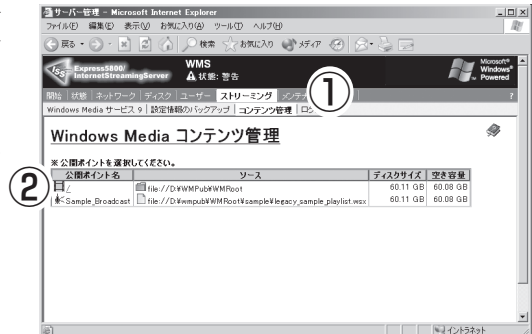 サーバー管理 - Microsoft Internet Explorer
ファイル(F) 編集(E) 表示(V) お気に入り(A) ツール(T) ヘルプ(H)
戻る 検索 お気に入り メディア
Express5800/
InternetStreamingServer
ISS
WMS
状態: 警告
Microsoft®
Windows®
Powered
開始 状態 ネットワーク ディスク ユーザー ストリーミング ?
Windows Media サービス 9 設定情報のバックアップ コンテンツ管理
①
Windows Media コンテンツ管理
※公開ポイントを選択してください。
②
公開ポイント名 ソース ディスクサイズ 空き容量
/ file://D:¥WMPub¥WMRoot 60.11 GB 60.08 GB
Sample_Broadcast file://D:¥wmpub¥WMRoot¥sample¥legacy_sample_playlist.wsx 60.11 GB 60.08 GB
イントラネット